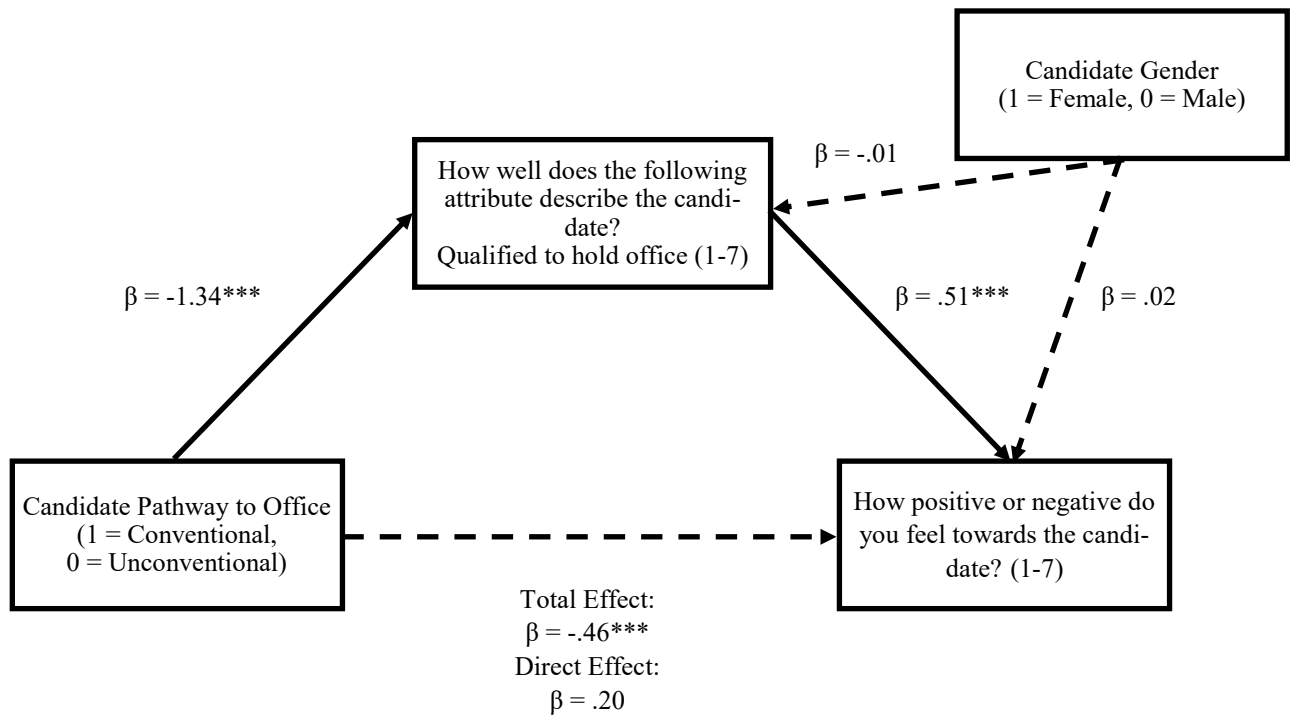 Candidate Gender
(1 = Female, 0 = Male)
β = -.01
How well does the following
attribute describe the candi-
date?
Qualified to hold office (1-7)
β = -1.34***
β = .51***
β = .02
Candidate Pathway to Office
(1 = Conventional,
0 = Unconventional)
How positive or negative do
you feel towards the candi-
date? (1-7)
Total Effect:
β = -.46***
Direct Effect:
β = .20